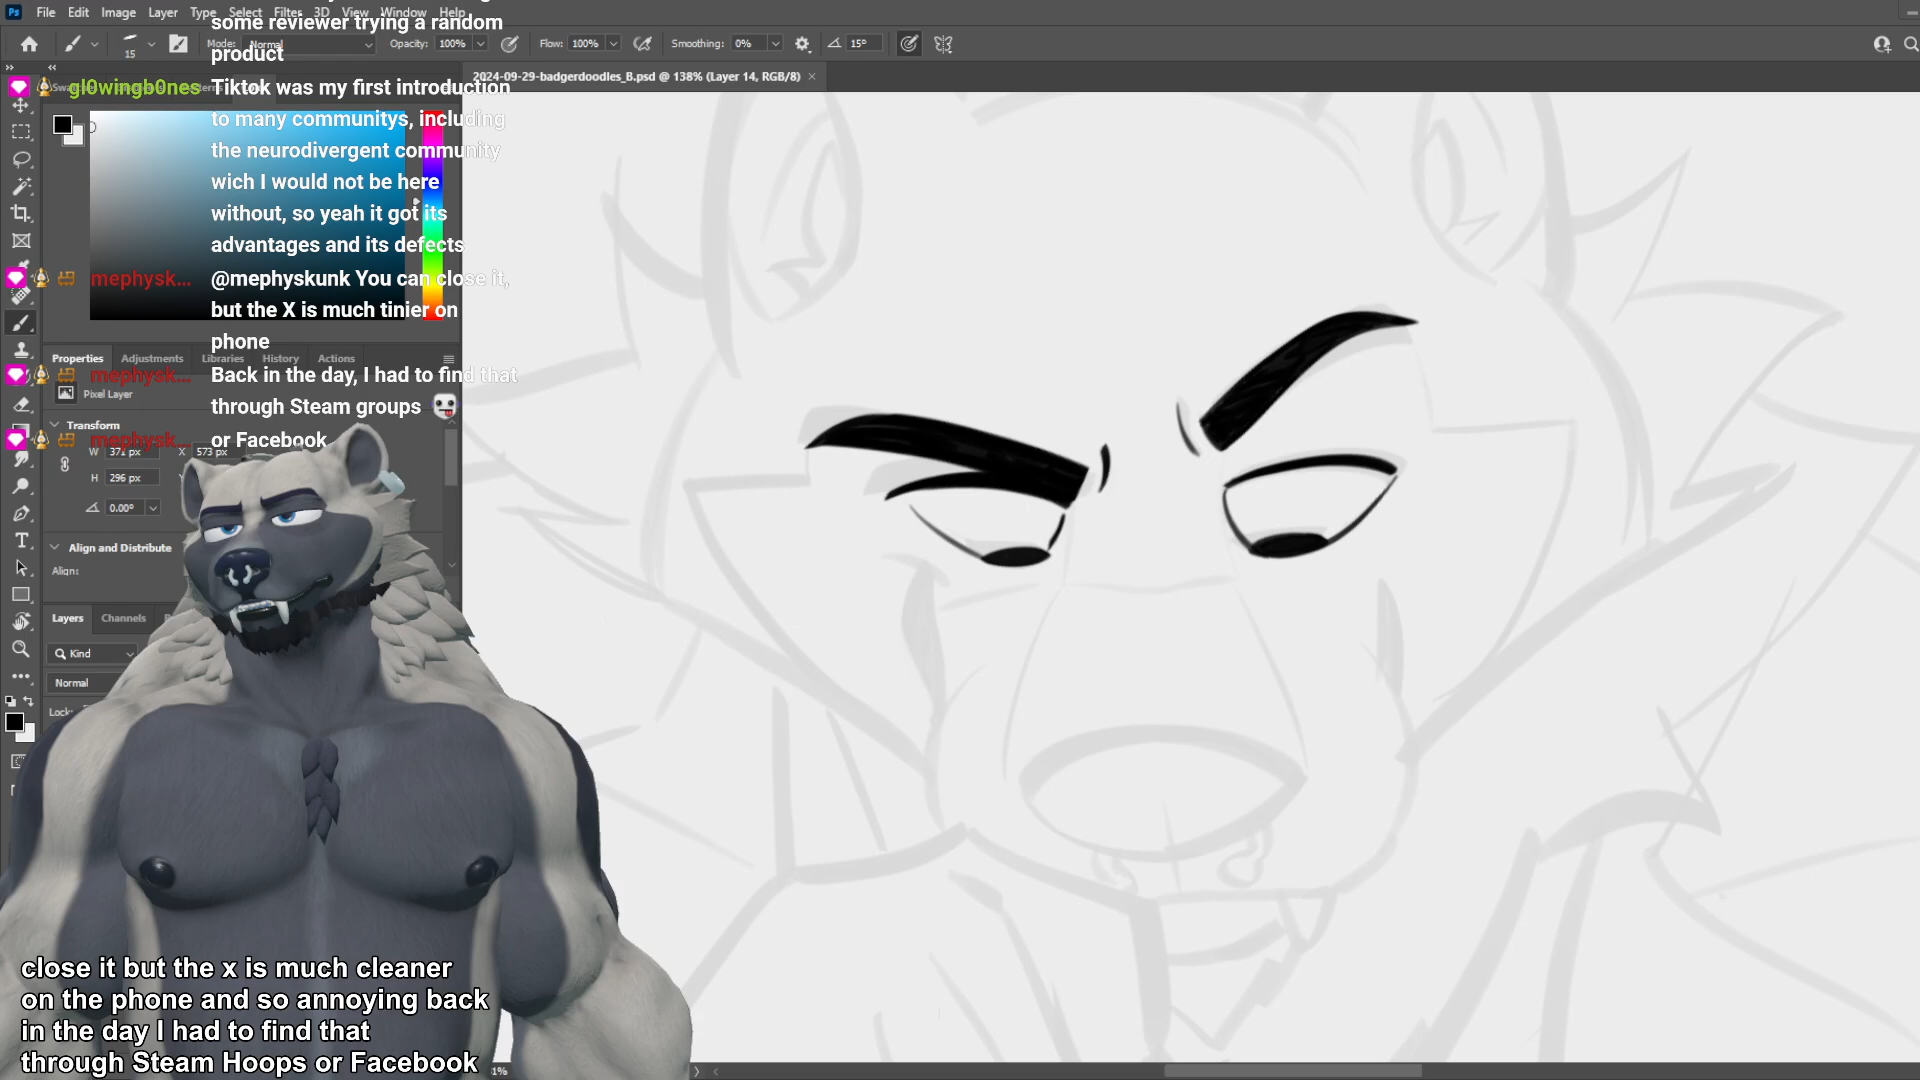 File Edit Image Layer Type Select Filter 3D View Window Help
some reviewer trying a random
product
15 Mode: Normal Opacity: 100% Flow: 100% Smoothing: 0% 15°
2024-09-29-badgerdoodles_B.psd @ 138% (Layer 14, RGB/8) ×
gl0wingb0nes Tiktok was my first introduction
to many communitys, including
the neurodivergent community
wich I would not be here
without, so yeah it got its
advantages and its defects
mephysk... @mephyskunk You can close it,
but the X is much tinier on
phone
Properties Adjustments Libraries History Actions
mephysk... Back in the day, I had to find that
through Steam groups
Pixel Layer
Transform
mephysk... or Facebook
W 371 px X 573 px
H 296 px
0.00°
Align and Distribute
Align:
Layers Channels
Kind
Normal
Lock:
close it but the x is much cleaner
on the phone and so annoying back
in the day I had to find that
through Steam Hoops or Facebook